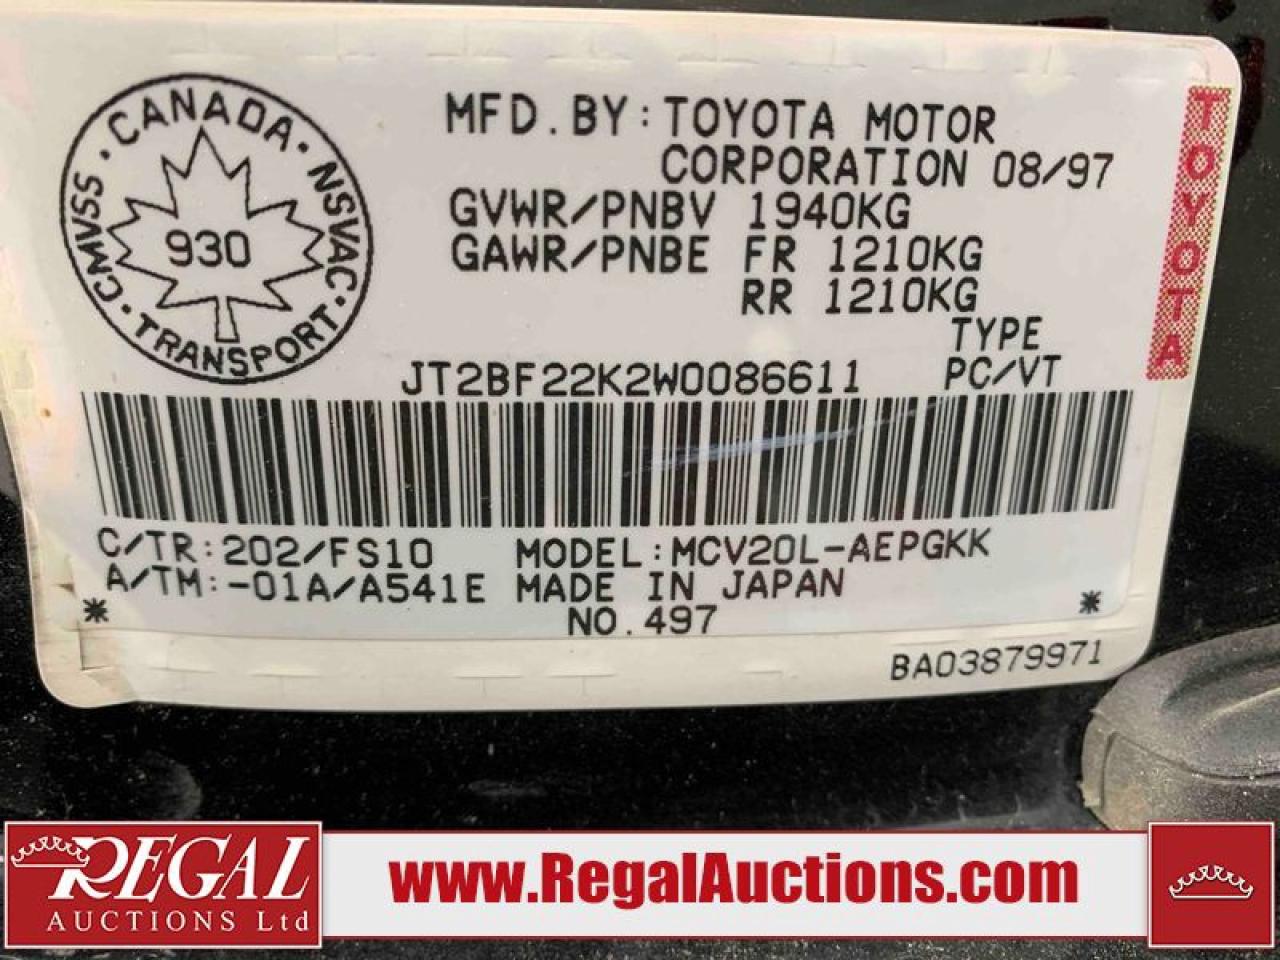 CANADA · NSVAC · TRANSPORT · CMVSS ·
930
MFD.BY:TOYOTA MOTOR
CORPORATION 08/97
GVWR/PNBV 1940KG
GAWR/PNBE FR 1210KG
RR 1210KG
TYPE
JT2BF22K2W0086611 PC/VT
TOYOTA
C/TR:202/FS10 MODEL:MCV20L-AEPGKK
A/TM:-01A/A541E MADE IN JAPAN
* NO.497 *
BA03879971
REGAL
AUCTIONS Ltd
www.RegalAuctions.com